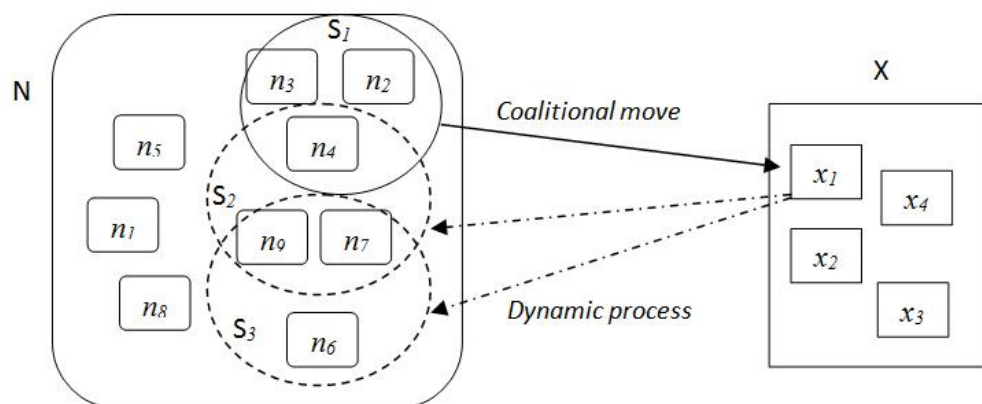 N
S1
n3
n2
n4
n5
S2
n1
n9
n7
n8
S3
n6
Coalitional move
Dynamic process
X
x1
x4
x2
x3